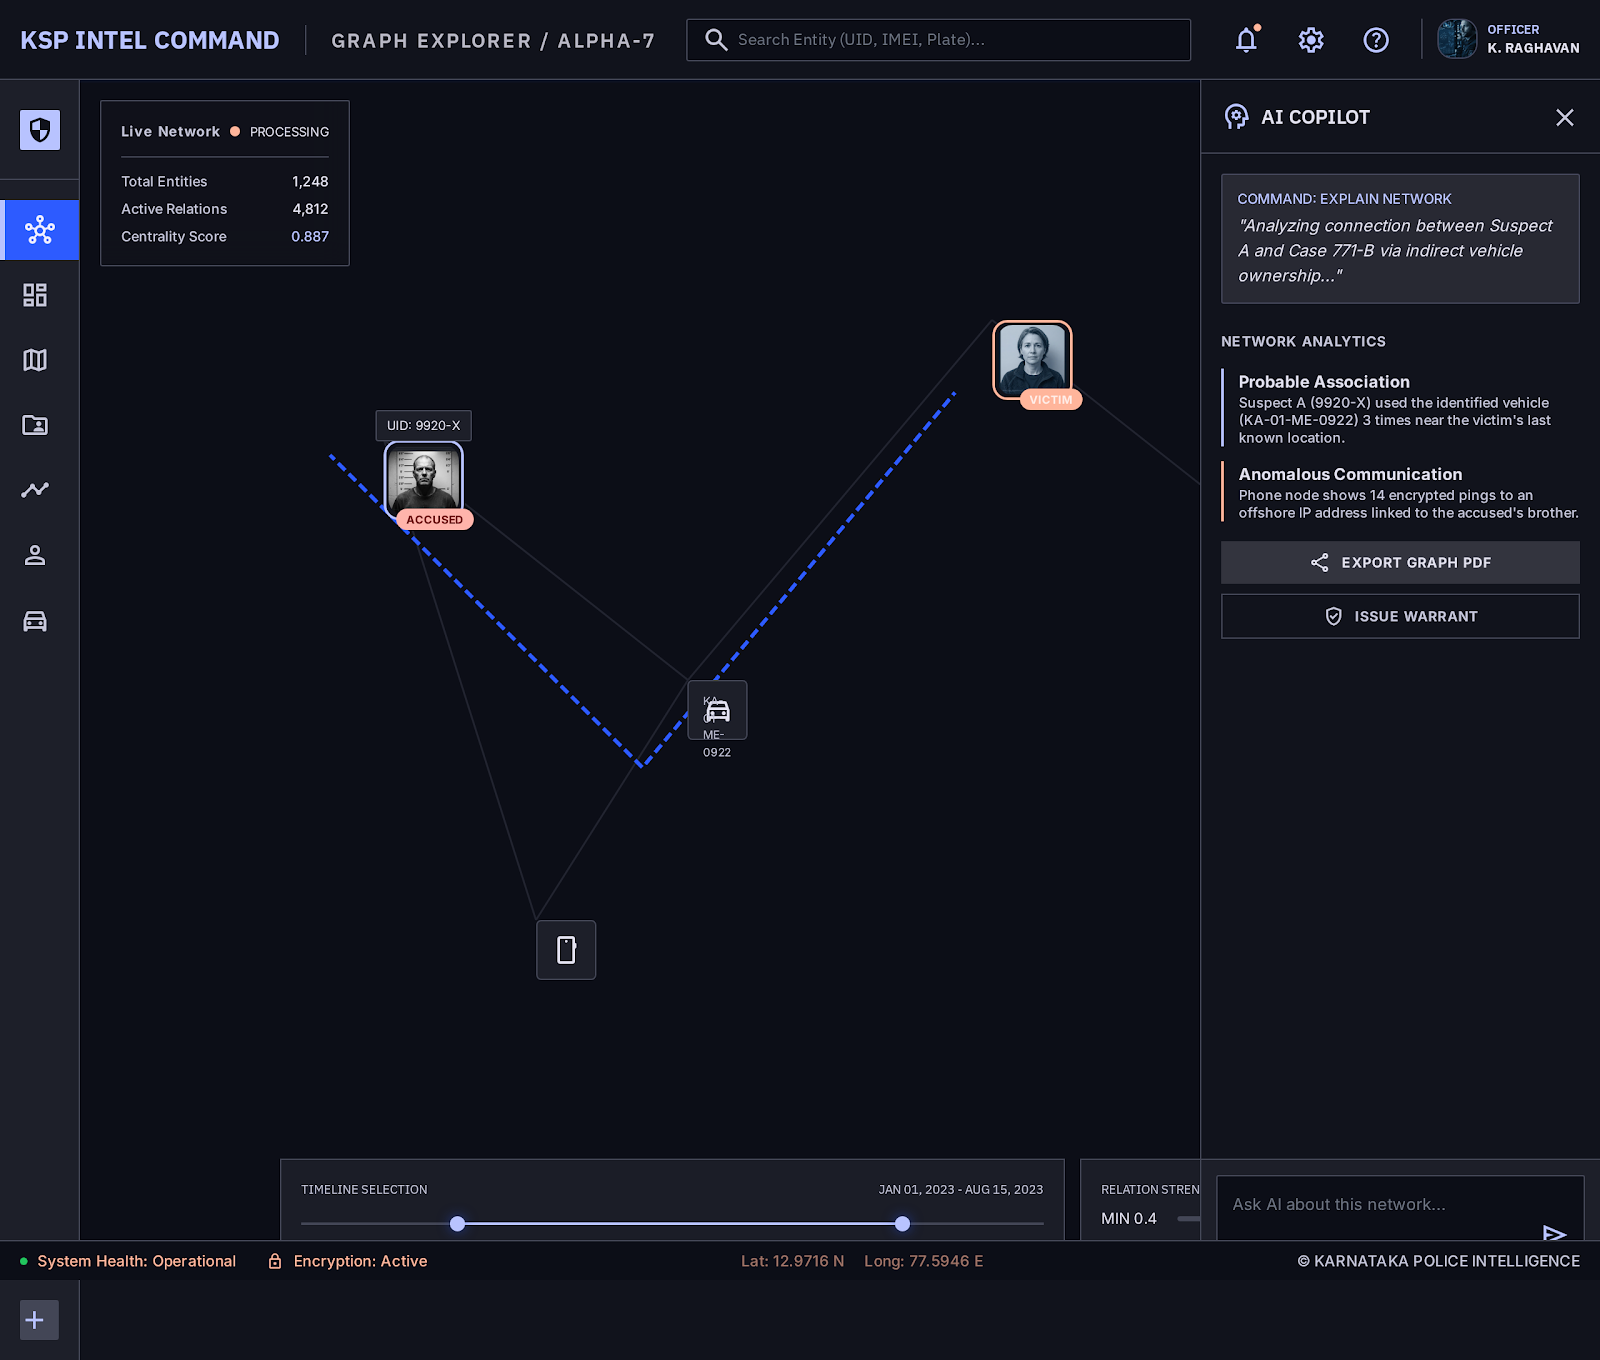 KSP INTEL COMMAND
GRAPH EXPLORER / ALPHA-7
Search Entity (UID, IMEI, Plate)...
OFFICER
K. RAGHAVAN
Live Network
PROCESSING
Total Entities 1,248
Active Relations 4,812
Centrality Score 0.887
UID: 9920-X
ACCUSED
VICTIM
KA-
01-
ME-
0922
AI COPILOT
COMMAND: EXPLAIN NETWORK
"Analyzing connection between Suspect
A and Case 771-B via indirect vehicle
ownership..."
NETWORK ANALYTICS
Probable Association
Suspect A (9920-X) used the identified vehicle
(KA-01-ME-0922) 3 times near the victim's last
known location.
Anomalous Communication
Phone node shows 14 encrypted pings to an
offshore IP address linked to the accused's brother.
EXPORT GRAPH PDF
ISSUE WARRANT
TIMELINE SELECTION
JAN 01, 2023 - AUG 15, 2023
RELATION STREN
MIN 0.4
Ask AI about this network...
System Health: Operational
Encryption: Active
Lat: 12.9716 N
Long: 77.5946 E
© KARNATAKA POLICE INTELLIGENCE